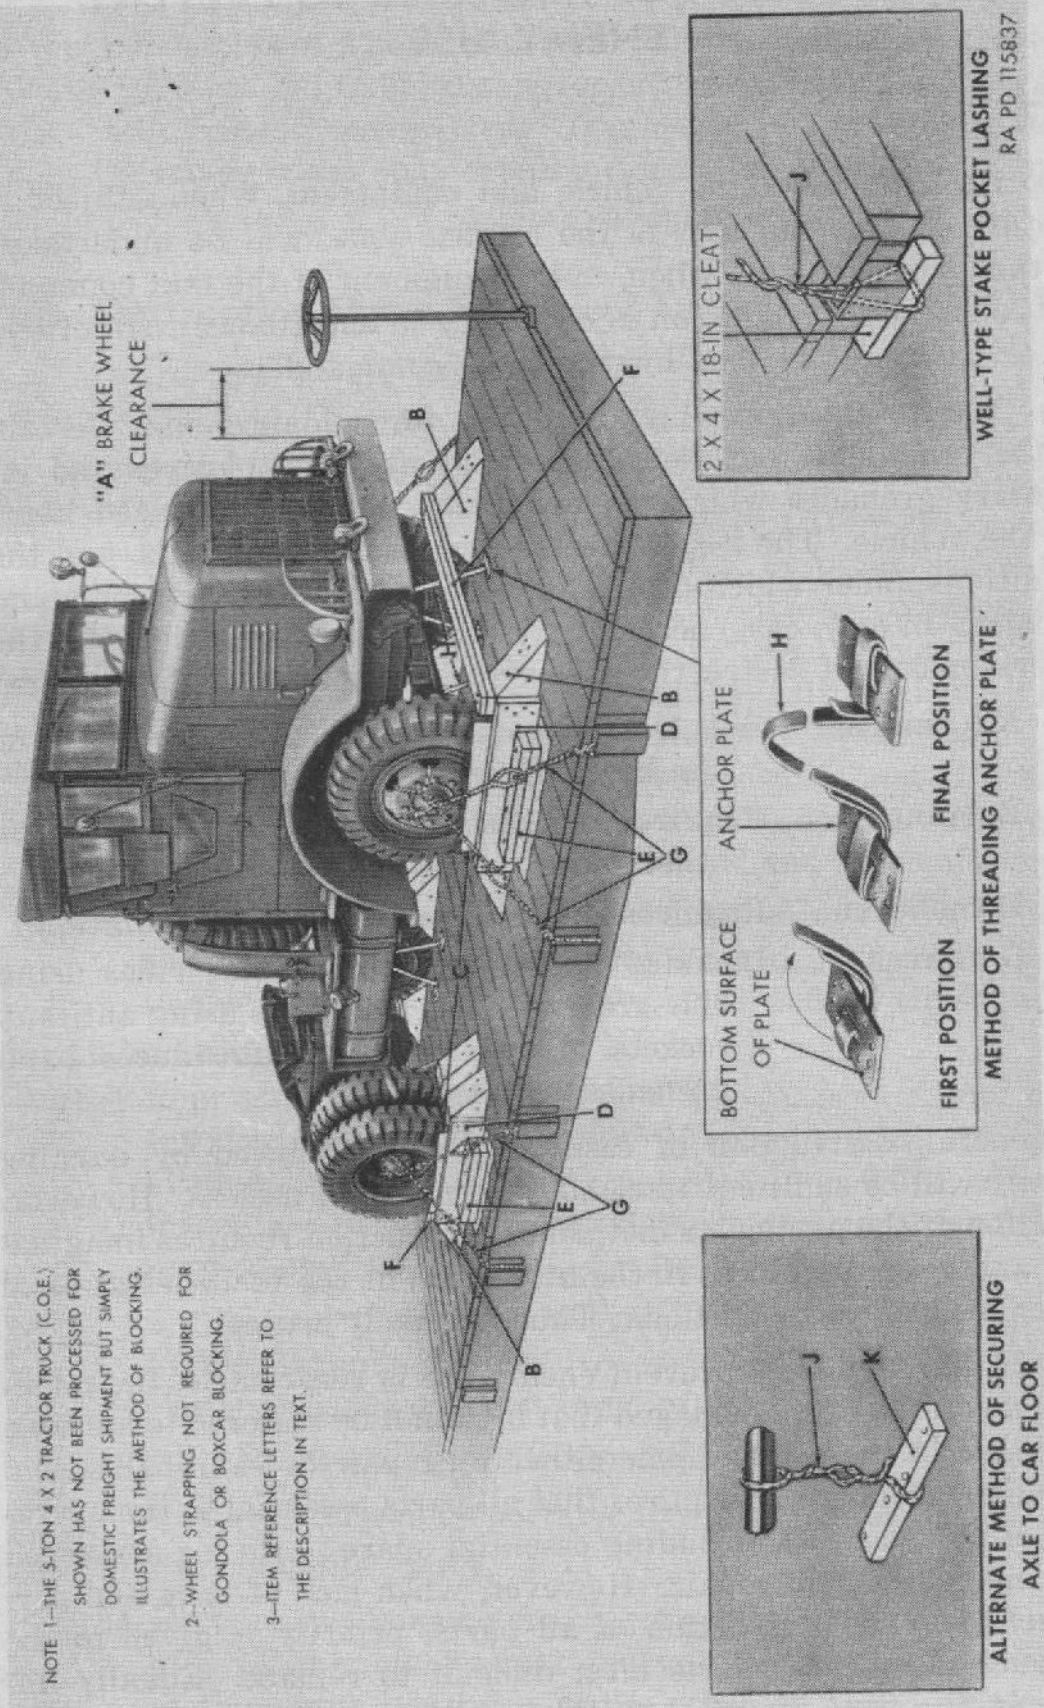 NOTE 1—THE 5-TON 4 X 2 TRACTOR TRUCK (C.O.E.)
SHOWN HAS NOT BEEN PROCESSED FOR
DOMESTIC FREIGHT SHIPMENT BUT SIMPLY
ILLUSTRATES THE METHOD OF BLOCKING.
2—WHEEL STRAPPING NOT REQUIRED FOR
GONDOLA OR BOXCAR BLOCKING.
3—ITEM REFERENCE LETTERS REFER TO
THE DESCRIPTION IN TEXT.
"A" BRAKE WHEEL
CLEARANCE
B
F
H
B
D
E
G
C
D
E
G
F
B
J
K
ALTERNATE METHOD OF SECURING
AXLE TO CAR FLOOR
BOTTOM SURFACE
OF PLATE
ANCHOR PLATE
H
FIRST POSITION
FINAL POSITION
METHOD OF THREADING ANCHOR PLATE
2 X 4 X 18-IN CLEAT
J
WELL-TYPE STAKE POCKET LASHING
RA PD 115837